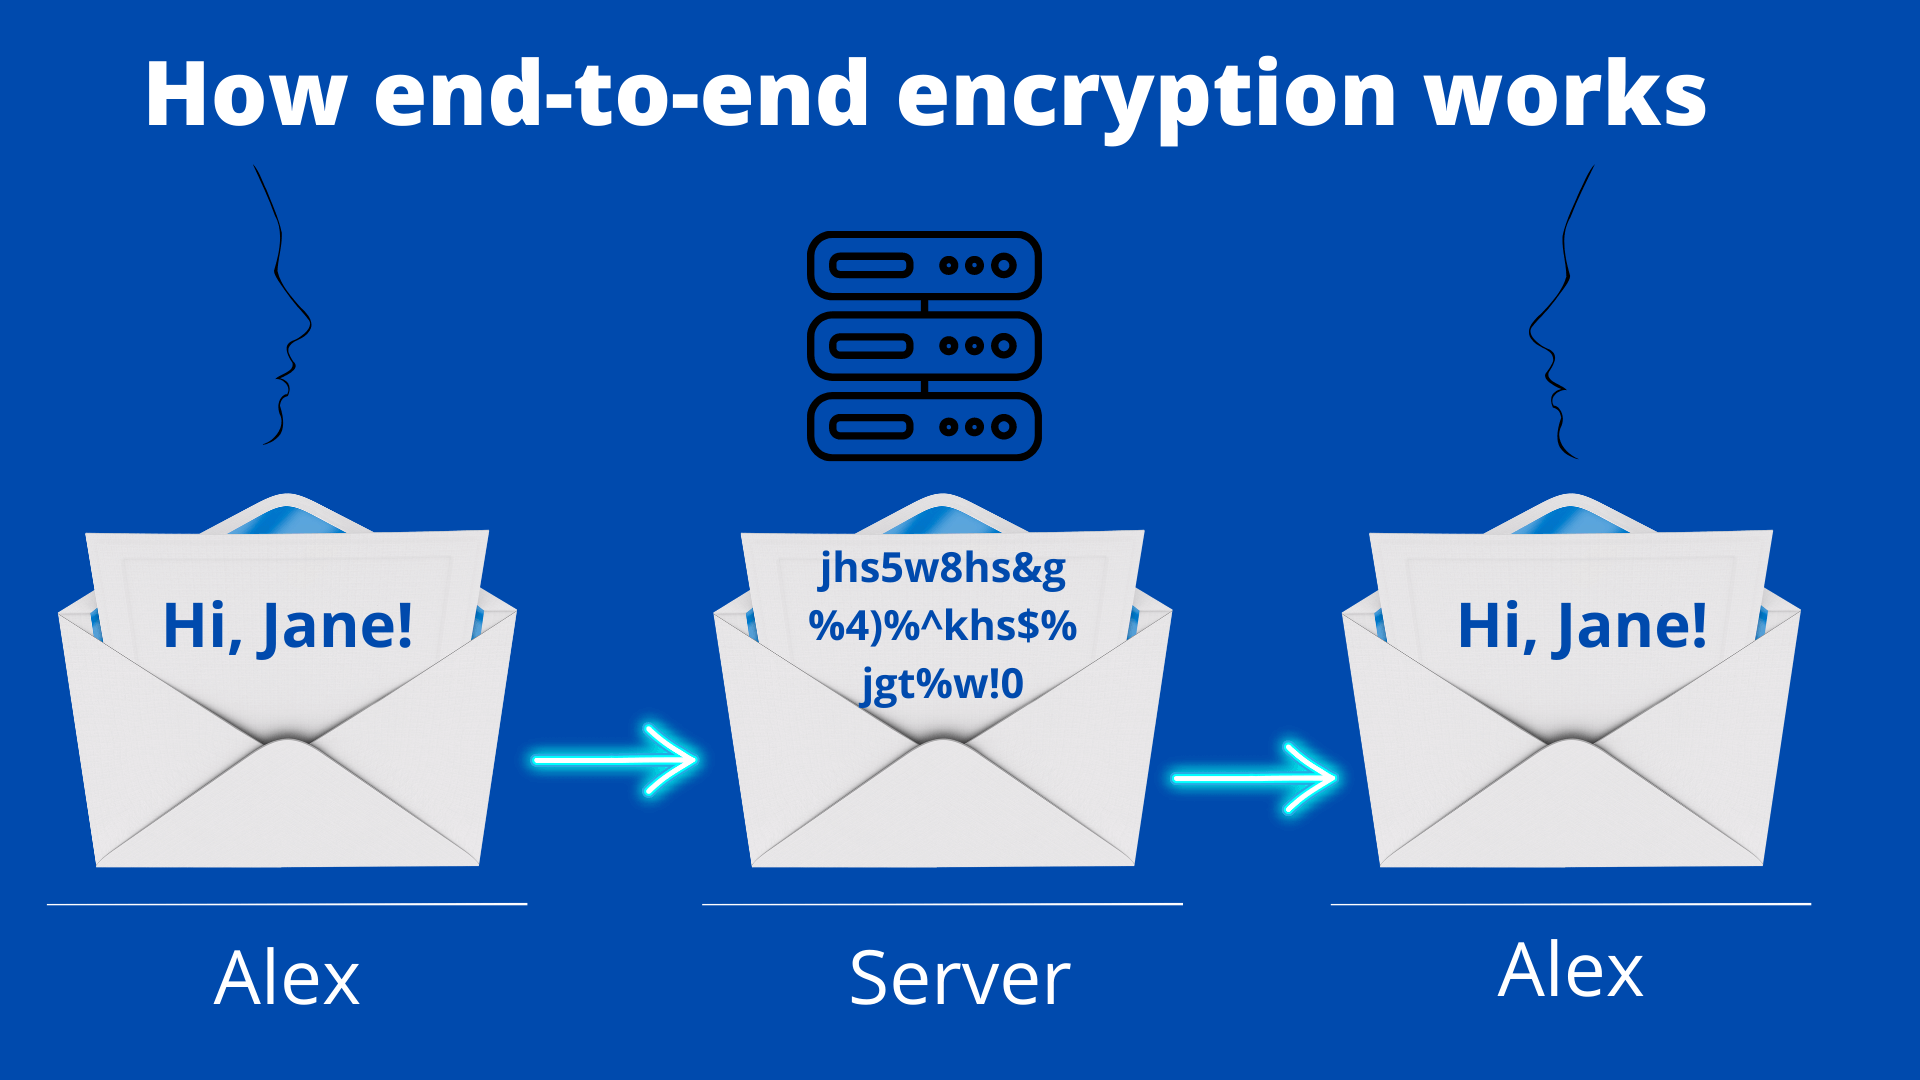 How end-to-end encryption works
Hi, Jane!
jhs5w8hs&g
%4)%^khs$%
jgt%w!0
Hi, Jane!
Alex
Server
Alex